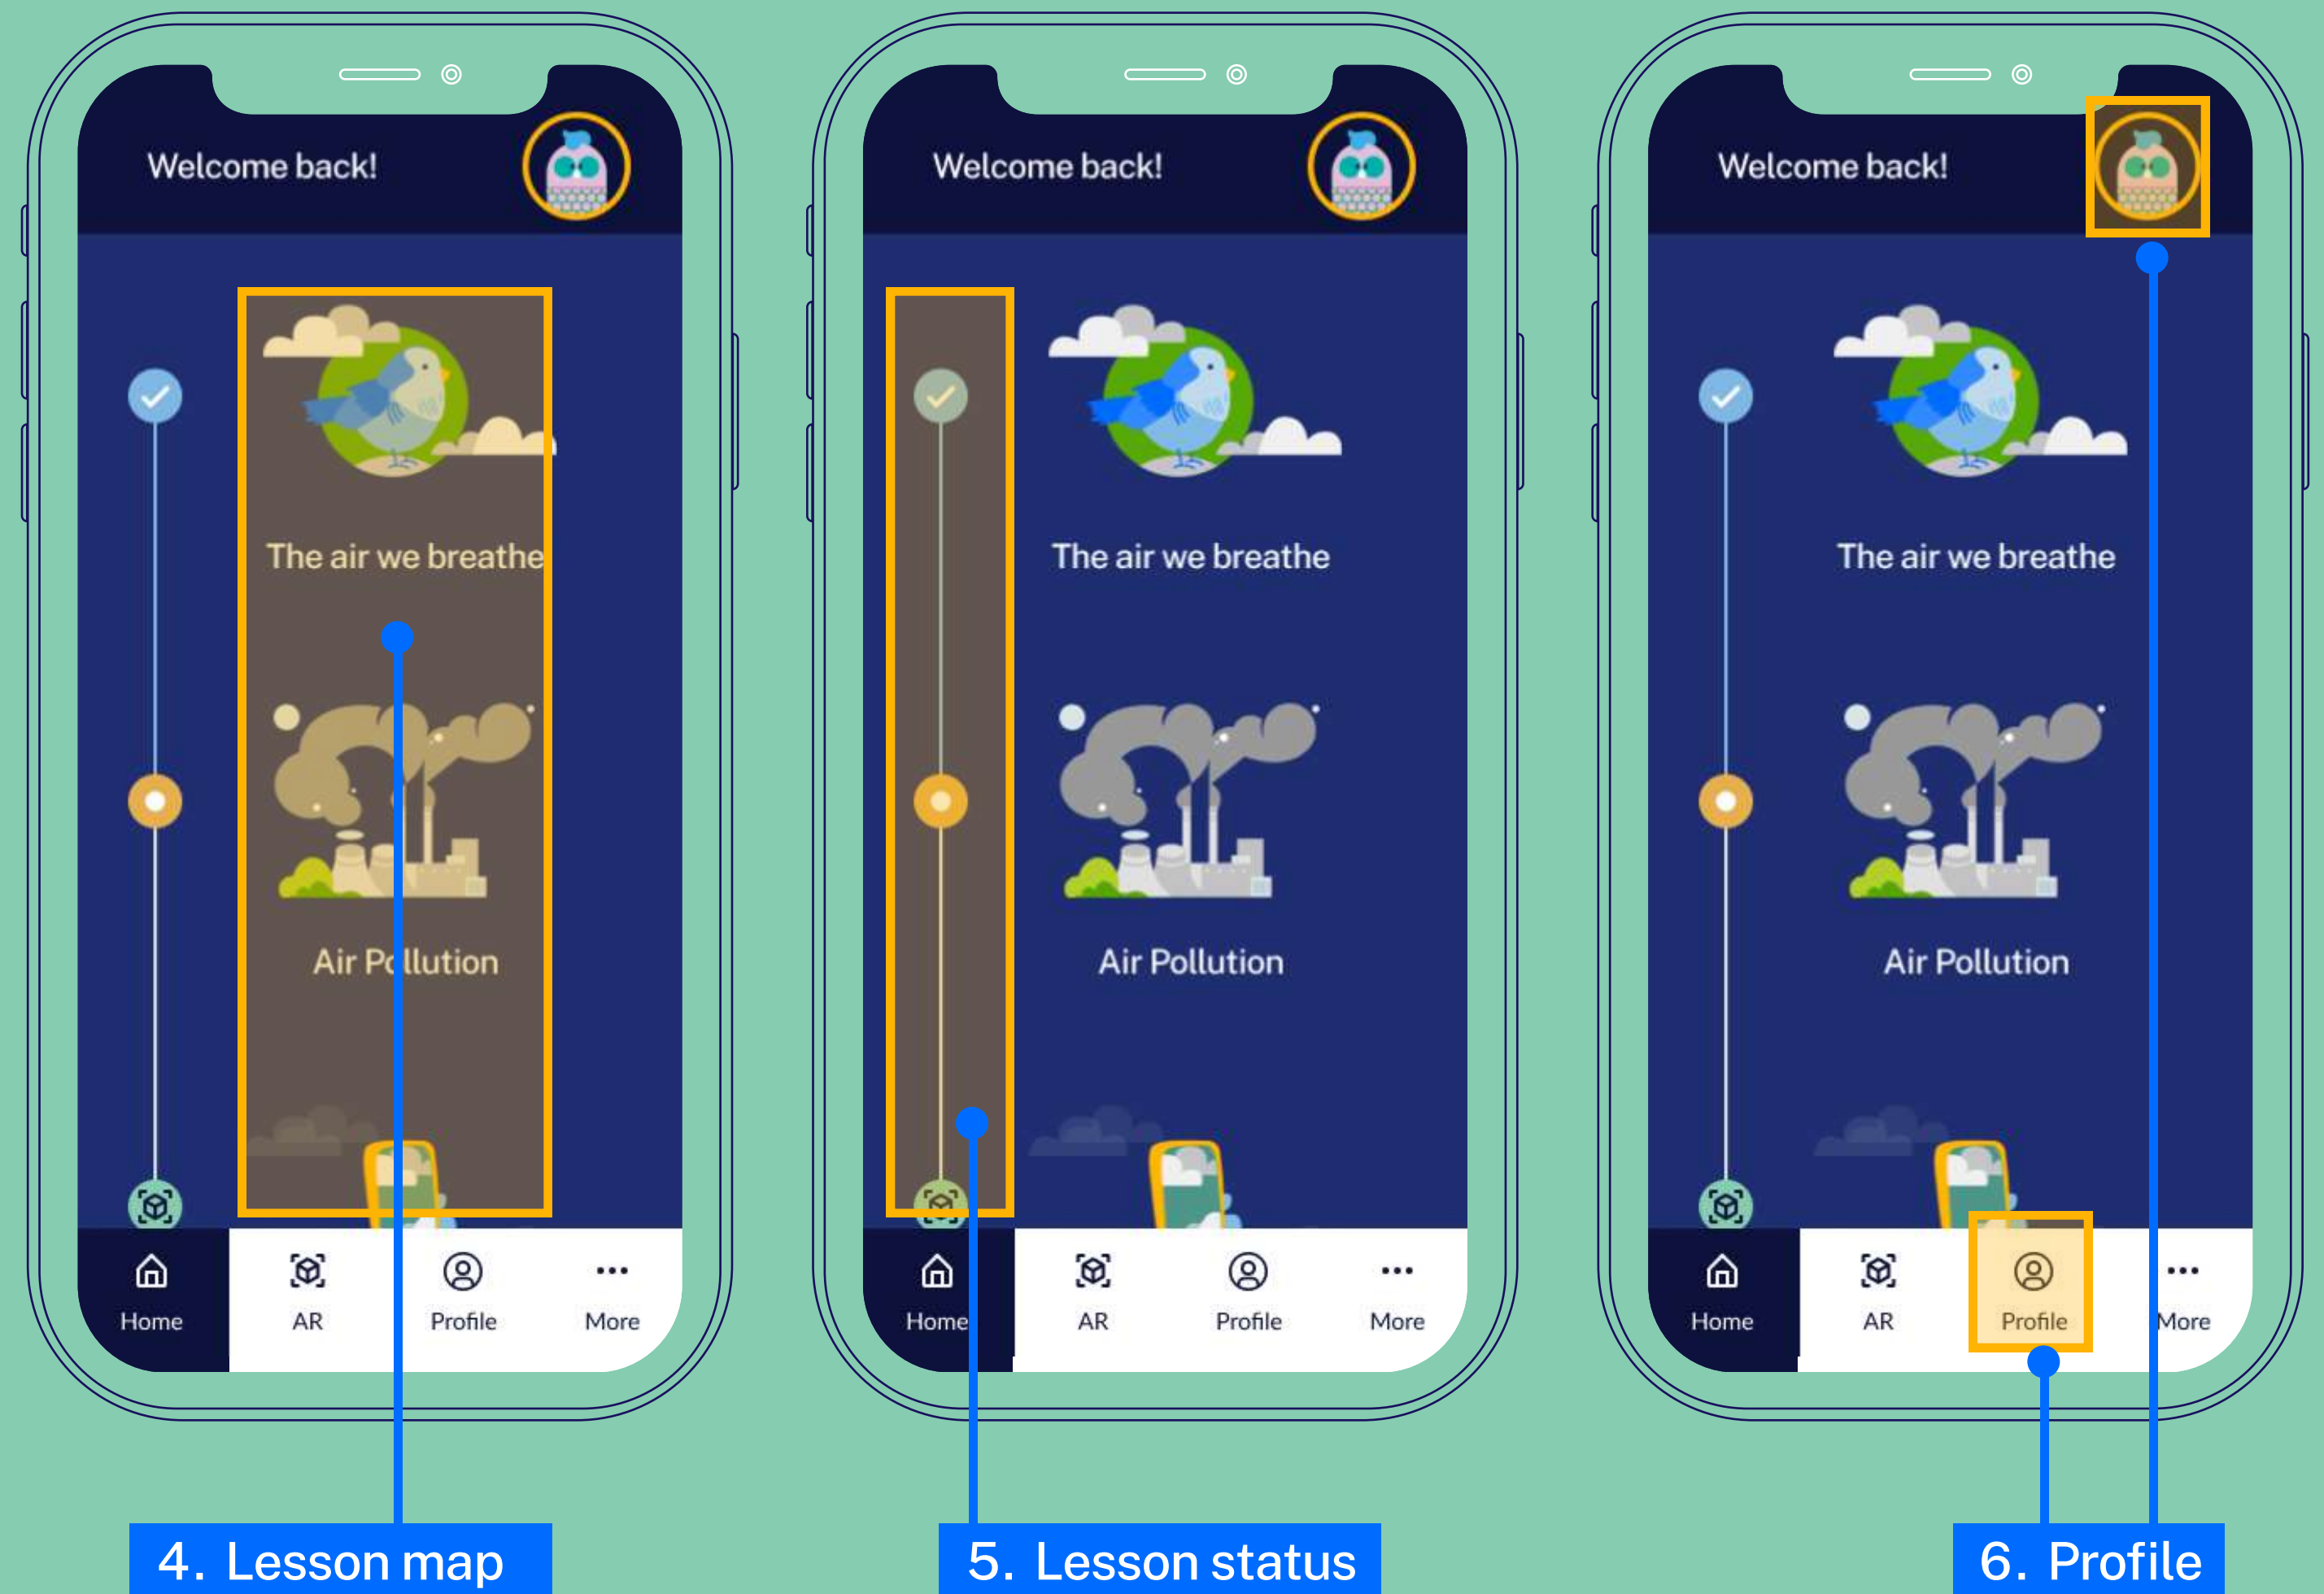 Welcome back!
The air we breathe
Air Pollution
Home
AR
Profile
More
4. Lesson map
Welcome back!
The air we breathe
Air Pollution
Home
AR
Profile
More
5. Lesson status
Welcome back!
The air we breathe
Air Pollution
Home
AR
Profile
More
6. Profile